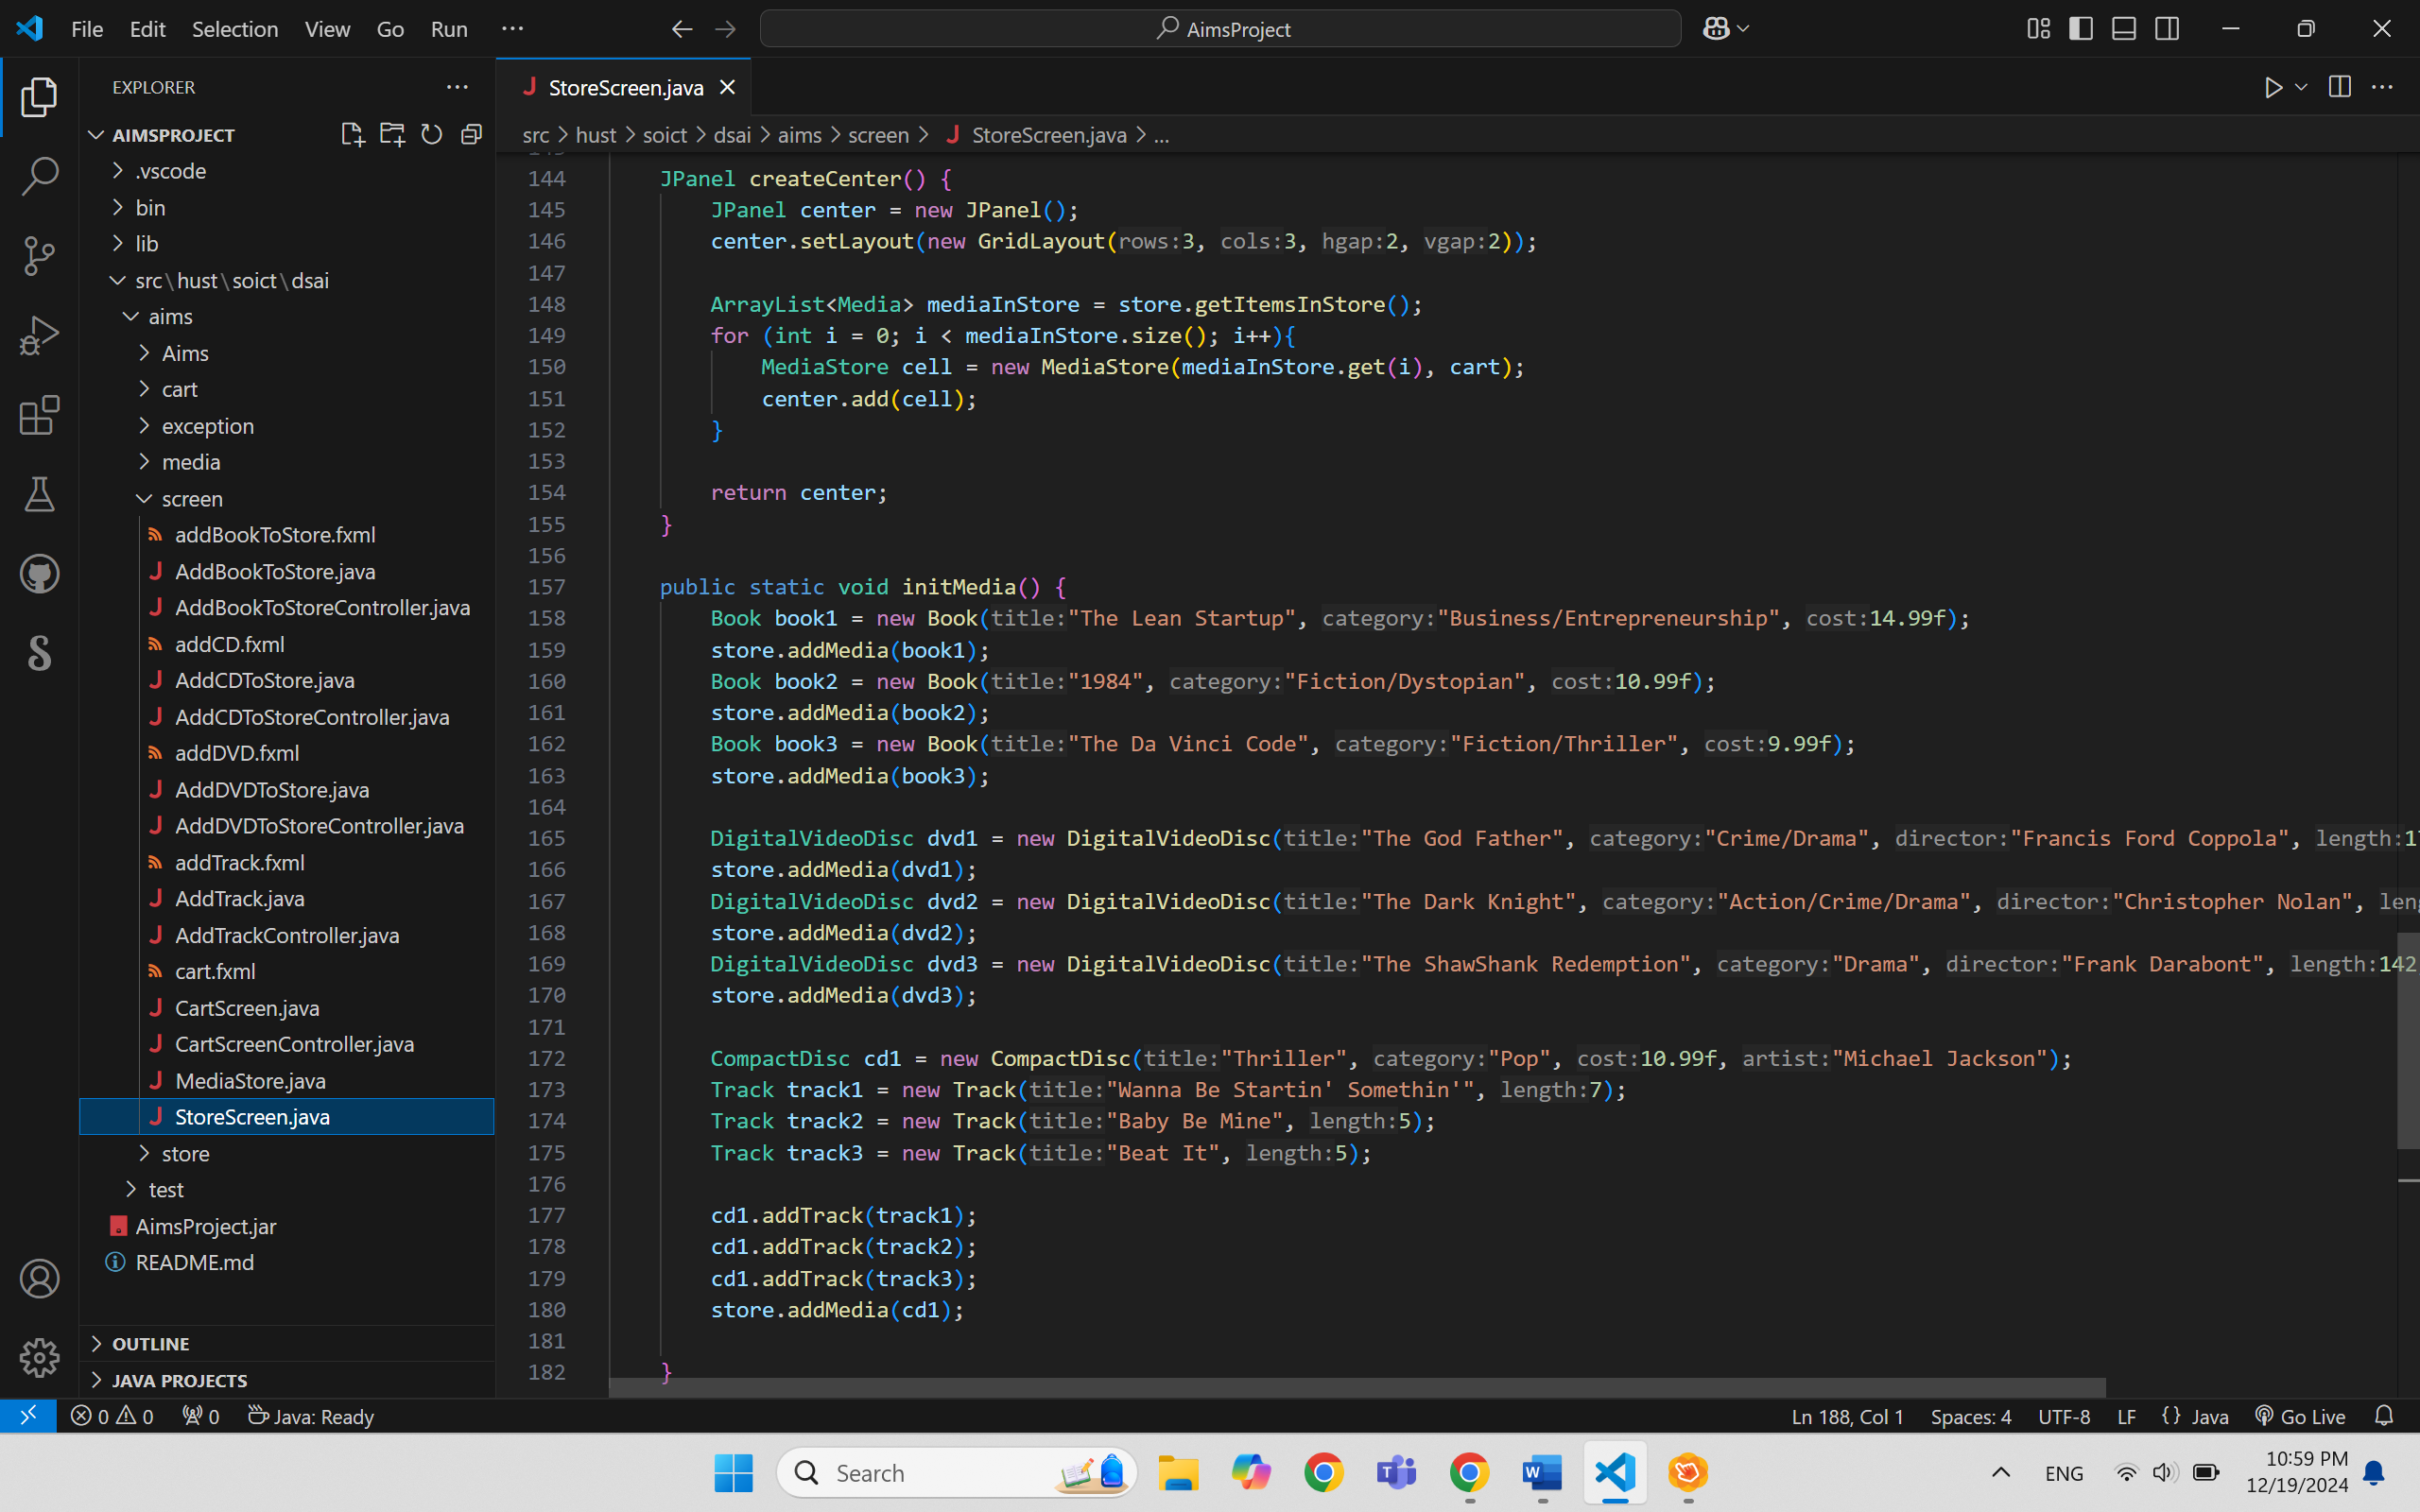 File Edit Selection View Go Run ... AimsProject
EXPLORER
AIMSPROJECT
.vscode
bin
lib
src\hust\soict\dsai
aims
Aims
cart
exception
media
screen
addBookToStore.fxml
AddBookToStore.java
AddBookToStoreController.java
addCD.fxml
AddCDToStore.java
AddCDToStoreController.java
addDVD.fxml
AddDVDToStore.java
AddDVDToStoreController.java
addTrack.fxml
AddTrack.java
AddTrackController.java
cart.fxml
CartScreen.java
CartScreenController.java
MediaStore.java
StoreScreen.java
store
test
AimsProject.jar
README.md
OUTLINE
JAVA PROJECTS
StoreScreen.java
src > hust > soict > dsai > aims > screen > StoreScreen.java > ...
144 JPanel createCenter() {
145 JPanel center = new JPanel();
146 center.setLayout(new GridLayout(rows:3, cols:3, hgap:2, vgap:2));
147
148 ArrayList<Media> mediaInStore = store.getItemsInStore();
149 for (int i = 0; i < mediaInStore.size(); i++){
150 MediaStore cell = new MediaStore(mediaInStore.get(i), cart);
151 center.add(cell);
152 }
153
154 return center;
155 }
156
157 public static void initMedia() {
158 Book book1 = new Book(title:"The Lean Startup", category:"Business/Entrepreneurship", cost:14.99f);
159 store.addMedia(book1);
160 Book book2 = new Book(title:"1984", category:"Fiction/Dystopian", cost:10.99f);
161 store.addMedia(book2);
162 Book book3 = new Book(title:"The Da Vinci Code", category:"Fiction/Thriller", cost:9.99f);
163 store.addMedia(book3);
164
165 DigitalVideoDisc dvd1 = new DigitalVideoDisc(title:"The God Father", category:"Crime/Drama", director:"Francis Ford Coppola", length:
166 store.addMedia(dvd1);
167 DigitalVideoDisc dvd2 = new DigitalVideoDisc(title:"The Dark Knight", category:"Action/Crime/Drama", director:"Christopher Nolan",
168 store.addMedia(dvd2);
169 DigitalVideoDisc dvd3 = new DigitalVideoDisc(title:"The ShawShank Redemption", category:"Drama", director:"Frank Darabont", length:142
170 store.addMedia(dvd3);
171
172 CompactDisc cd1 = new CompactDisc(title:"Thriller", category:"Pop", cost:10.99f, artist:"Michael Jackson");
173 Track track1 = new Track(title:"Wanna Be Startin' Somethin'", length:7);
174 Track track2 = new Track(title:"Baby Be Mine", length:5);
175 Track track3 = new Track(title:"Beat It", length:5);
176
177 cd1.addTrack(track1);
178 cd1.addTrack(track2);
179 cd1.addTrack(track3);
180 store.addMedia(cd1);
181
182 }
0 0 0 Java: Ready Ln 188, Col 1 Spaces: 4 UTF-8 LF {} Java Go Live
Search ENG 10:59 PM
12/19/2024